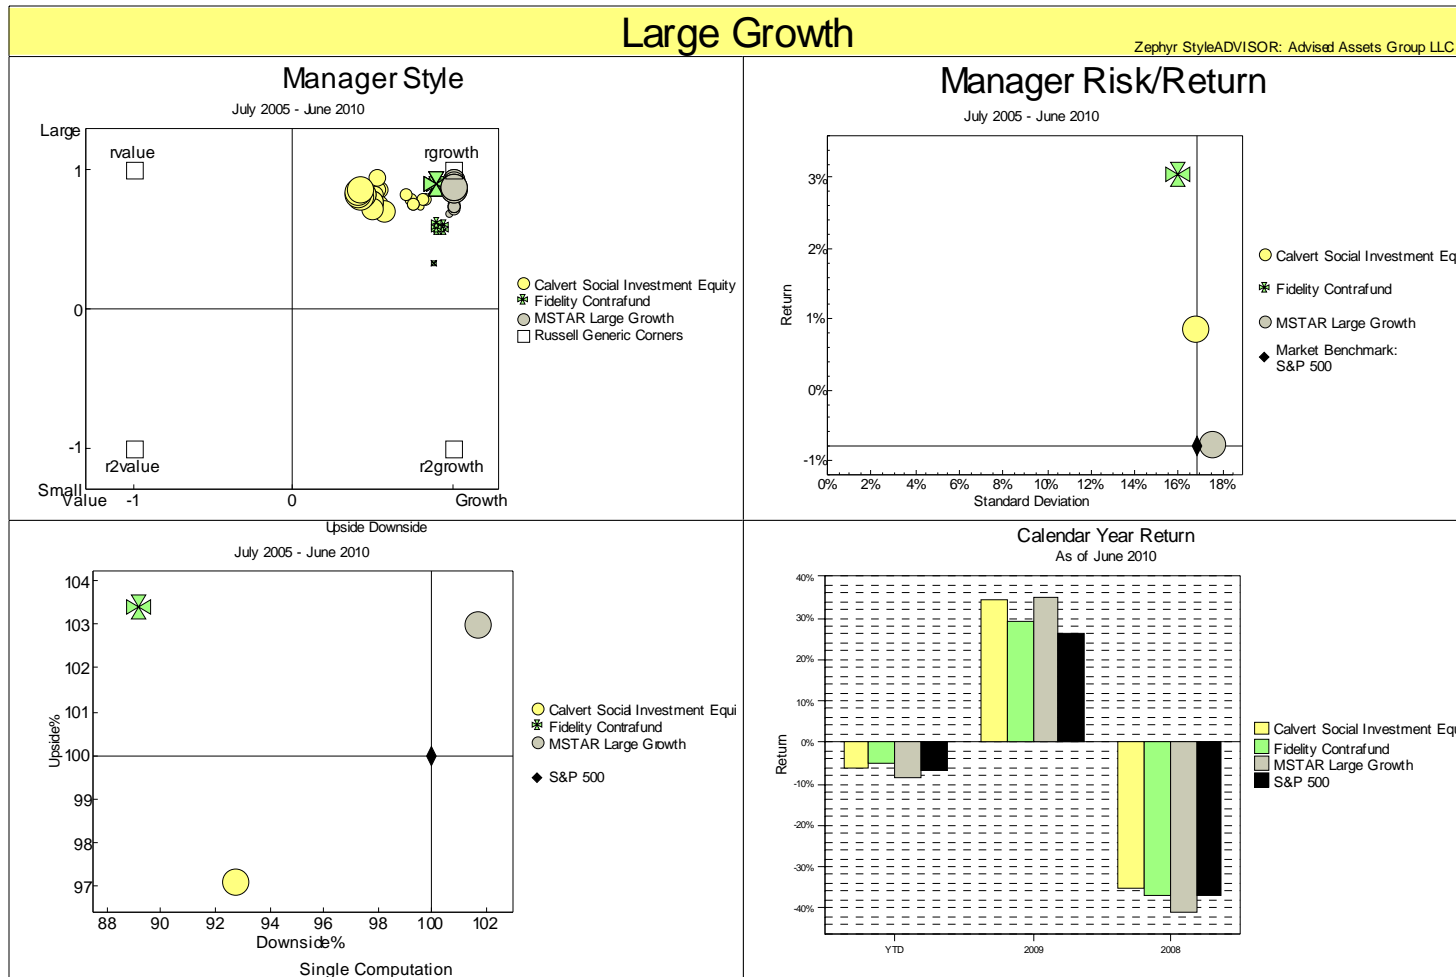 Large Growth
Zephyr StyleADVISOR: Advised Assets Group LLC
Manager Style
July 2005 - June 2010
Large
rvalue
rgrowth
1
0
-1
r2value
r2growth
Small
Value
-1
0
Growth
Calvert Social Investment Equity
Fidelity Contrafund
MSTAR Large Growth
Russell Generic Corners
Manager Risk/Return
July 2005 - June 2010
3%
2%
1%
0%
-1%
Return
0% 2% 4% 6% 8% 10% 12% 14% 16% 18%
Standard Deviation
Calvert Social Investment Eq
Fidelity Contrafund
MSTAR Large Growth
Market Benchmark:
S&P 500
Upside Downside
July 2005 - June 2010
104
103
102
101
100
99
98
97
Upside%
88 90 92 94 96 98 100 102
Downside%
Single Computation
Calvert Social Investment Equi
Fidelity Contrafund
MSTAR Large Growth
S&P 500
Calendar Year Return
As of June 2010
40%
30%
20%
10%
0%
-10%
-20%
-30%
-40%
Return
YTD 2009 2008
Calvert Social Investment Equ
Fidelity Contrafund
MSTAR Large Growth
S&P 500